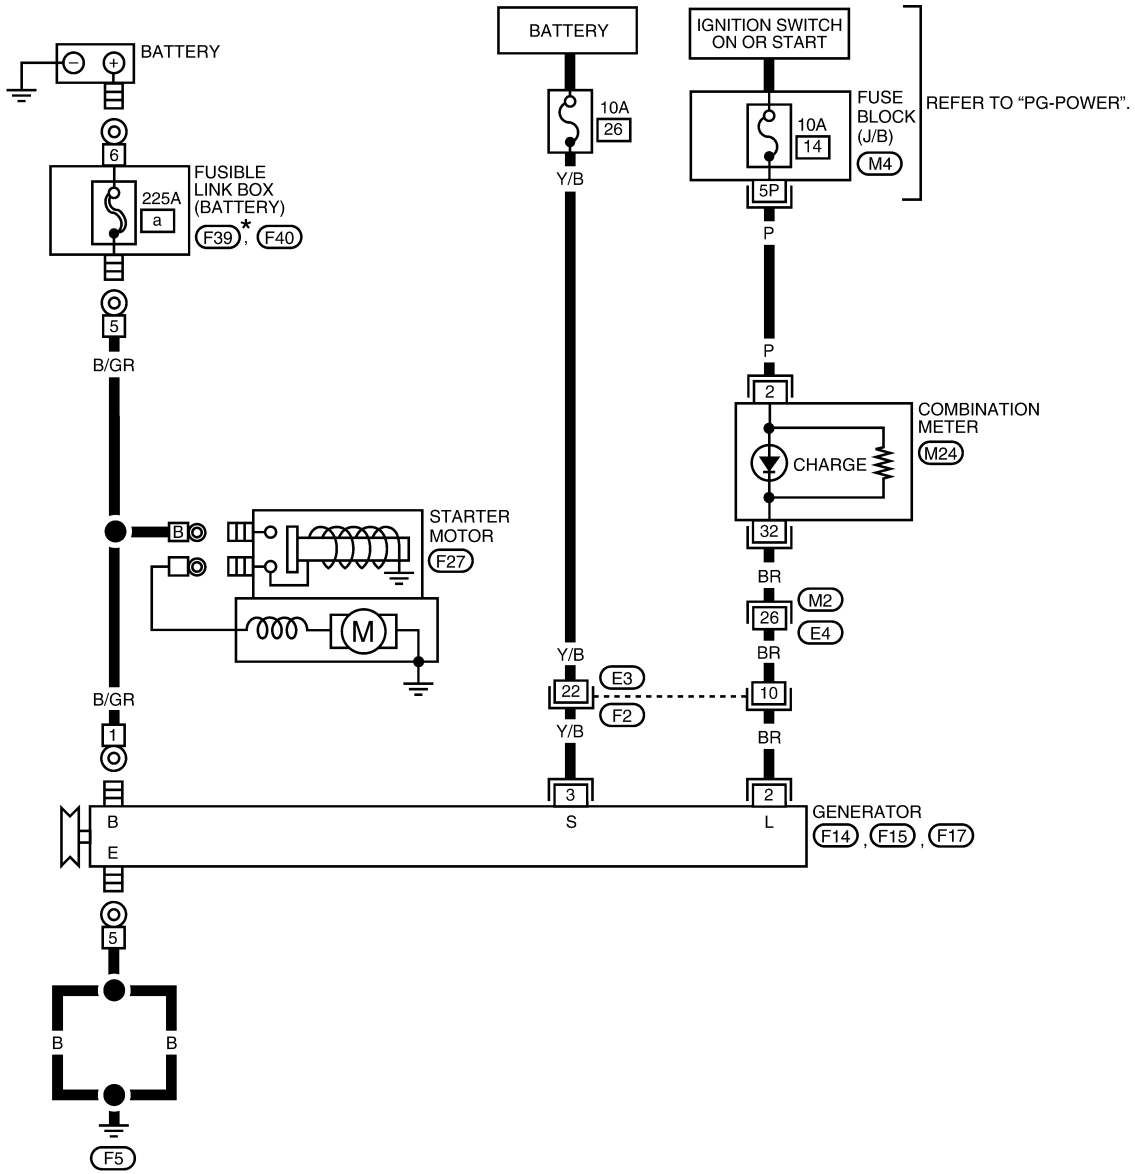 BATTERY
IGNITION SWITCH
ON OR START
− +
BATTERY
10A
26
10A
14
FUSE
BLOCK
(J/B)
M4
REFER TO “PG-POWER”.
6
FUSIBLE
LINK BOX
(BATTERY)
225A
a
F39 * , F40
Y/B
5P
P
5
B/GR
P
2
COMBINATION
METER
M24
CHARGE
B
STARTER
MOTOR
F27
32
BR
M
M2
26
E4
Y/B
BR
B/GR
22
E3
F2
10
1
Y/B
BR
3
2
B
S
L
E
GENERATOR
F14 , F15 , F17
5
B
B
F5